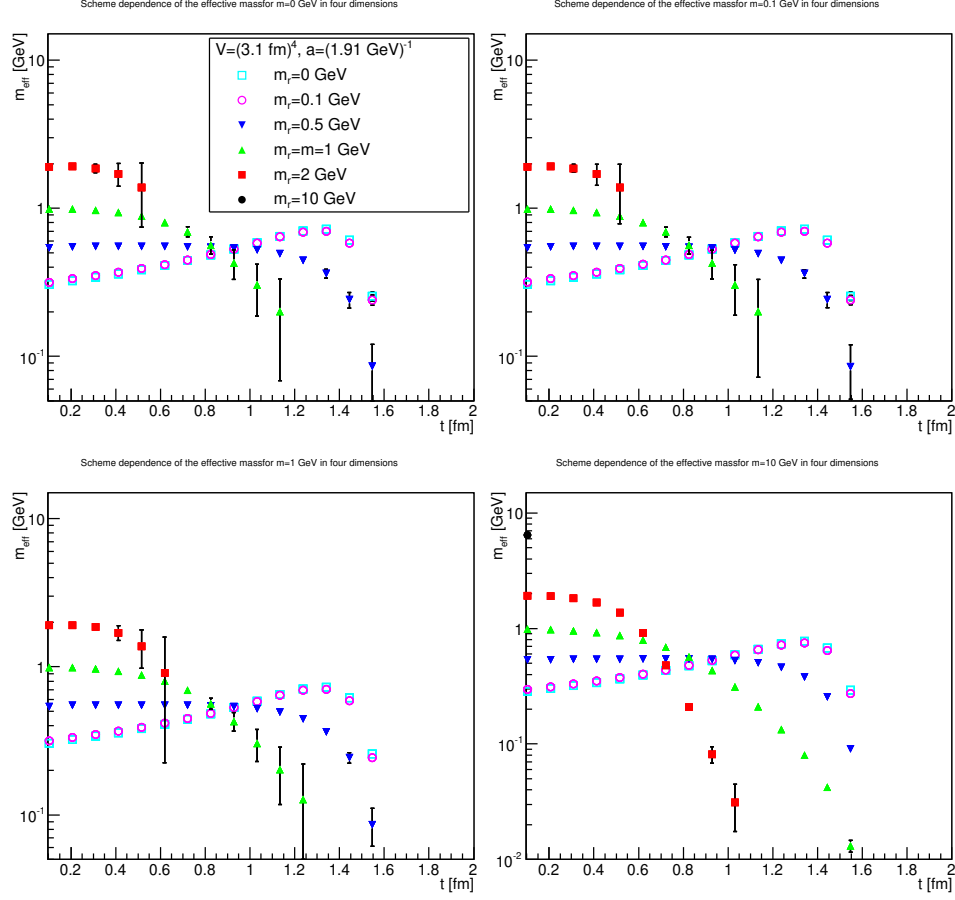 Scheme dependence of the effective massfor m=0 GeV in four dimensions
m_eff [GeV]
10
1
10^-1
V=(3.1 fm)^4, a=(1.91 GeV)^-1
m_r=0 GeV
m_r=0.1 GeV
m_r=0.5 GeV
m_r=m=1 GeV
m_r=2 GeV
m_r=10 GeV
0.2 0.4 0.6 0.8 1 1.2 1.4 1.6 1.8 2
t [fm]
Scheme dependence of the effective massfor m=0.1 GeV in four dimensions
m_eff [GeV]
10
1
10^-1
0.2 0.4 0.6 0.8 1 1.2 1.4 1.6 1.8 2
t [fm]
Scheme dependence of the effective massfor m=1 GeV in four dimensions
m_eff [GeV]
10
1
10^-1
0.2 0.4 0.6 0.8 1 1.2 1.4 1.6 1.8 2
t [fm]
Scheme dependence of the effective massfor m=10 GeV in four dimensions
m_eff [GeV]
10
1
10^-1
10^-2
0.2 0.4 0.6 0.8 1 1.2 1.4 1.6 1.8 2
t [fm]